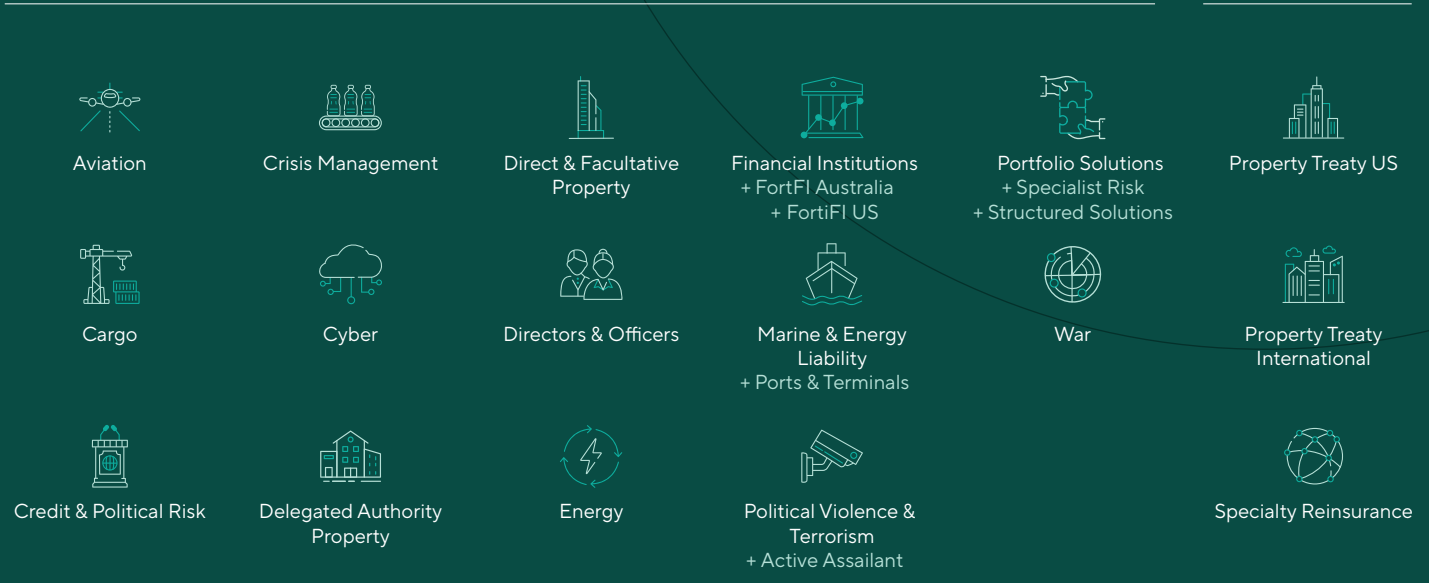 Aviation
Crisis Management
Direct & Facultative
Property
Financial Institutions
+ FortFI Australia
+ FortiFI US
Portfolio Solutions
+ Specialist Risk
+ Structured Solutions
Property Treaty US
Cargo
Cyber
Directors & Officers
Marine & Energy
Liability
+ Ports & Terminals
War
Property Treaty
International
Credit & Political Risk
Delegated Authority
Property
Energy
Political Violence &
Terrorism
+ Active Assailant
Specialty Reinsurance